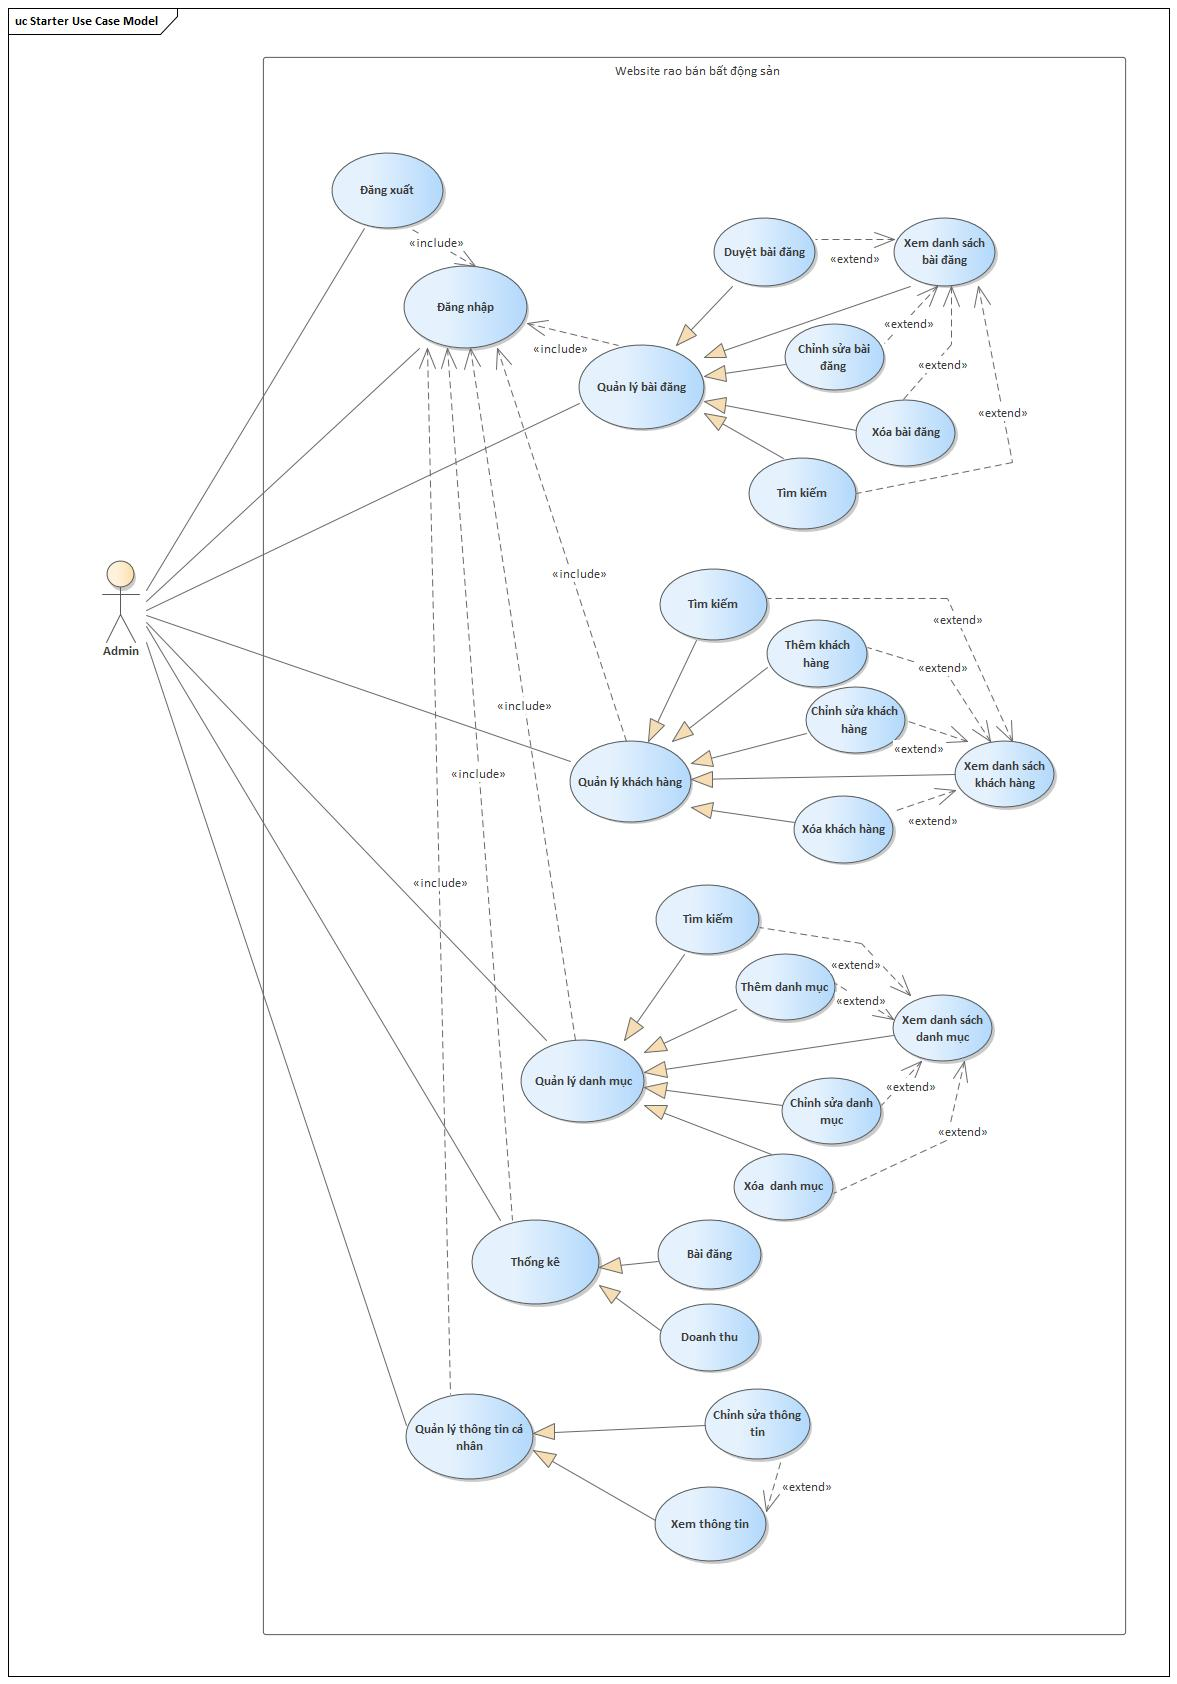 uc Starter Use Case Model
Website rao bán bất động sản
Đăng xuất
«include»
Đăng nhập
«include»
Quản lý bài đăng
Duyệt bài đăng
«extend»
Xem danh sách
bài đăng
«extend»
Chỉnh sửa bài
đăng
«extend»
Xóa bài đăng
«extend»
Tìm kiếm
Admin
«include»
Tìm kiếm
«extend»
Thêm khách
hàng
«extend»
Chỉnh sửa khách
hàng
«extend»
Xem danh sách
khách hàng
Quản lý khách hàng
Xóa khách hàng
«extend»
«include»
«include»
«include»
Tìm kiếm
«extend»
Thêm danh mục
«extend»
Xem danh sách
danh mục
Quản lý danh mục
Chỉnh sửa danh
mục
«extend»
«extend»
Xóa  danh mục
Thống kê
Bài đăng
Doanh thu
Quản lý thông tin cá
nhân
Chỉnh sửa thông
tin
«extend»
Xem thông tin